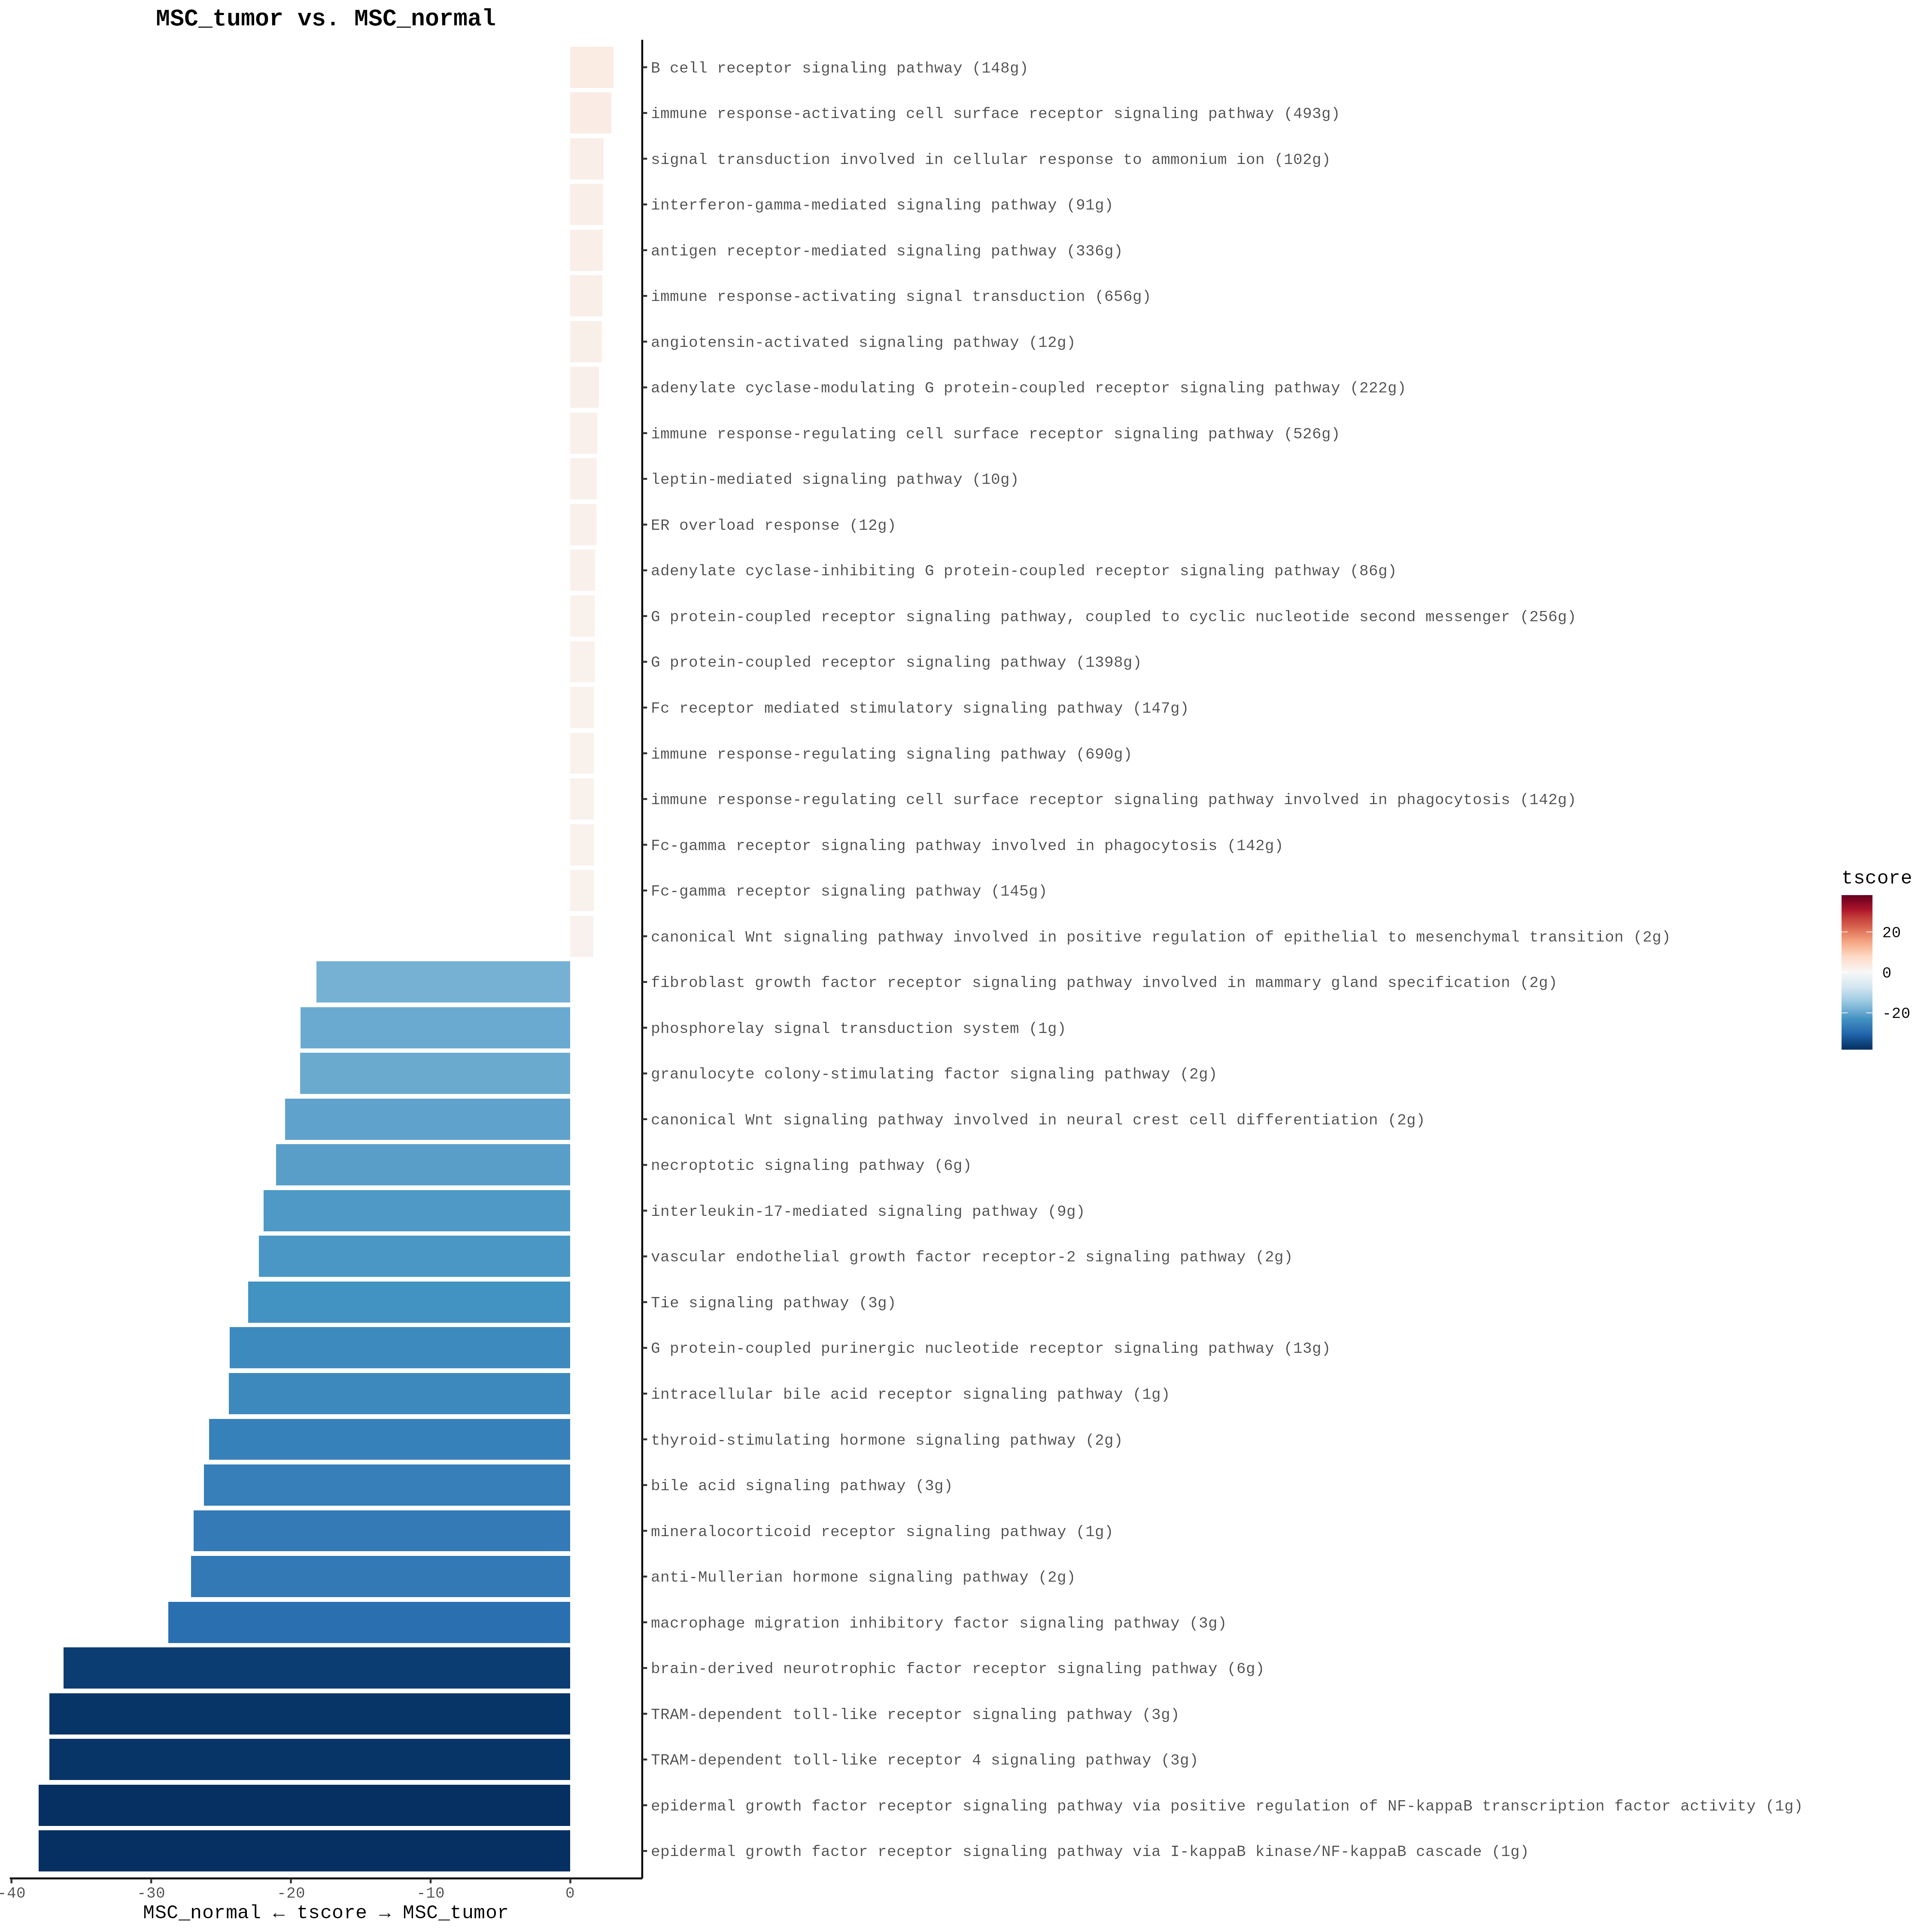 MSC_tumor vs. MSC_normal
B cell receptor signaling pathway (148g)
immune response-activating cell surface receptor signaling pathway (493g)
signal transduction involved in cellular response to ammonium ion (102g)
interferon-gamma-mediated signaling pathway (91g)
antigen receptor-mediated signaling pathway (336g)
immune response-activating signal transduction (656g)
angiotensin-activated signaling pathway (12g)
adenylate cyclase-modulating G protein-coupled receptor signaling pathway (222g)
immune response-regulating cell surface receptor signaling pathway (526g)
leptin-mediated signaling pathway (10g)
ER overload response (12g)
adenylate cyclase-inhibiting G protein-coupled receptor signaling pathway (86g)
G protein-coupled receptor signaling pathway, coupled to cyclic nucleotide second messenger (256g)
G protein-coupled receptor signaling pathway (1398g)
Fc receptor mediated stimulatory signaling pathway (147g)
immune response-regulating signaling pathway (690g)
immune response-regulating cell surface receptor signaling pathway involved in phagocytosis (142g)
Fc-gamma receptor signaling pathway involved in phagocytosis (142g)
Fc-gamma receptor signaling pathway (145g)
canonical Wnt signaling pathway involved in positive regulation of epithelial to mesenchymal transition (2g)
fibroblast growth factor receptor signaling pathway involved in mammary gland specification (2g)
phosphorelay signal transduction system (1g)
granulocyte colony-stimulating factor signaling pathway (2g)
canonical Wnt signaling pathway involved in neural crest cell differentiation (2g)
necroptotic signaling pathway (6g)
interleukin-17-mediated signaling pathway (9g)
vascular endothelial growth factor receptor-2 signaling pathway (2g)
Tie signaling pathway (3g)
G protein-coupled purinergic nucleotide receptor signaling pathway (13g)
intracellular bile acid receptor signaling pathway (1g)
thyroid-stimulating hormone signaling pathway (2g)
bile acid signaling pathway (3g)
mineralocorticoid receptor signaling pathway (1g)
anti-Mullerian hormone signaling pathway (2g)
macrophage migration inhibitory factor signaling pathway (3g)
brain-derived neurotrophic factor receptor signaling pathway (6g)
TRAM-dependent toll-like receptor signaling pathway (3g)
TRAM-dependent toll-like receptor 4 signaling pathway (3g)
epidermal growth factor receptor signaling pathway via positive regulation of NF-kappaB transcription factor activity (1g)
epidermal growth factor receptor signaling pathway via I-kappaB kinase/NF-kappaB cascade (1g)
-40 -30 -20 -10 0
MSC_normal ← tscore → MSC_tumor
tscore
20
0
-20